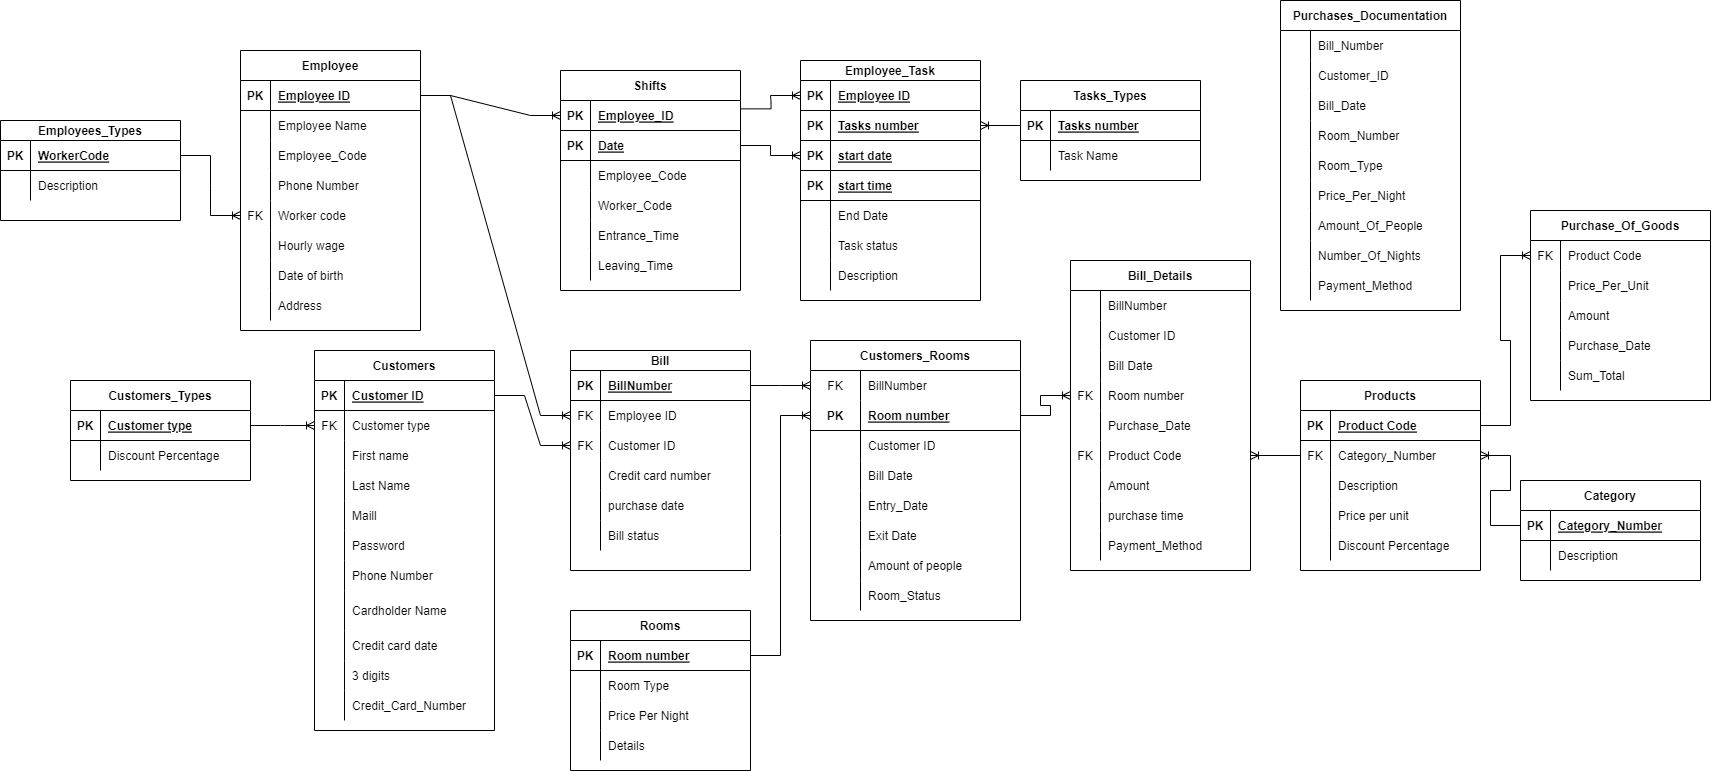 Employees_Types
PK WorkerCode
Description
Employee
PK Employee ID
Employee Name
Employee_Code
Phone Number
FK Worker code
Hourly wage
Date of birth
Address
Shifts
PK Employee_ID
PK Date
Employee_Code
Worker_Code
Entrance_Time
Leaving_Time
Employee_Task
PK Employee ID
PK Tasks number
PK start date
PK start time
End Date
Task status
Description
Tasks_Types
PK Tasks number
Task Name
Purchases_Documentation
Bill_Number
Customer_ID
Bill_Date
Room_Number
Room_Type
Price_Per_Night
Amount_Of_People
Number_Of_Nights
Payment_Method
Purchase_Of_Goods
FK Product Code
Price_Per_Unit
Amount
Purchase_Date
Sum_Total
Customers_Types
PK Customer type
Discount Percentage
Customers
PK Customer ID
FK Customer type
First name
Last Name
Maill
Password
Phone Number
Cardholder Name
Credit card date
3 digits
Credit_Card_Number
Bill
PK BillNumber
FK Employee ID
FK Customer ID
Credit card number
purchase date
Bill status
Rooms
PK Room number
Room Type
Price Per Night
Details
Customers_Rooms
FK BillNumber
PK Room number
Customer ID
Bill Date
Entry_Date
Exit Date
Amount of people
Room_Status
Bill_Details
BillNumber
Customer ID
Bill Date
FK Room number
Purchase_Date
FK Product Code
Amount
purchase time
Payment_Method
Products
PK Product Code
FK Category_Number
Description
Price per unit
Discount Percentage
Category
PK Category_Number
Description